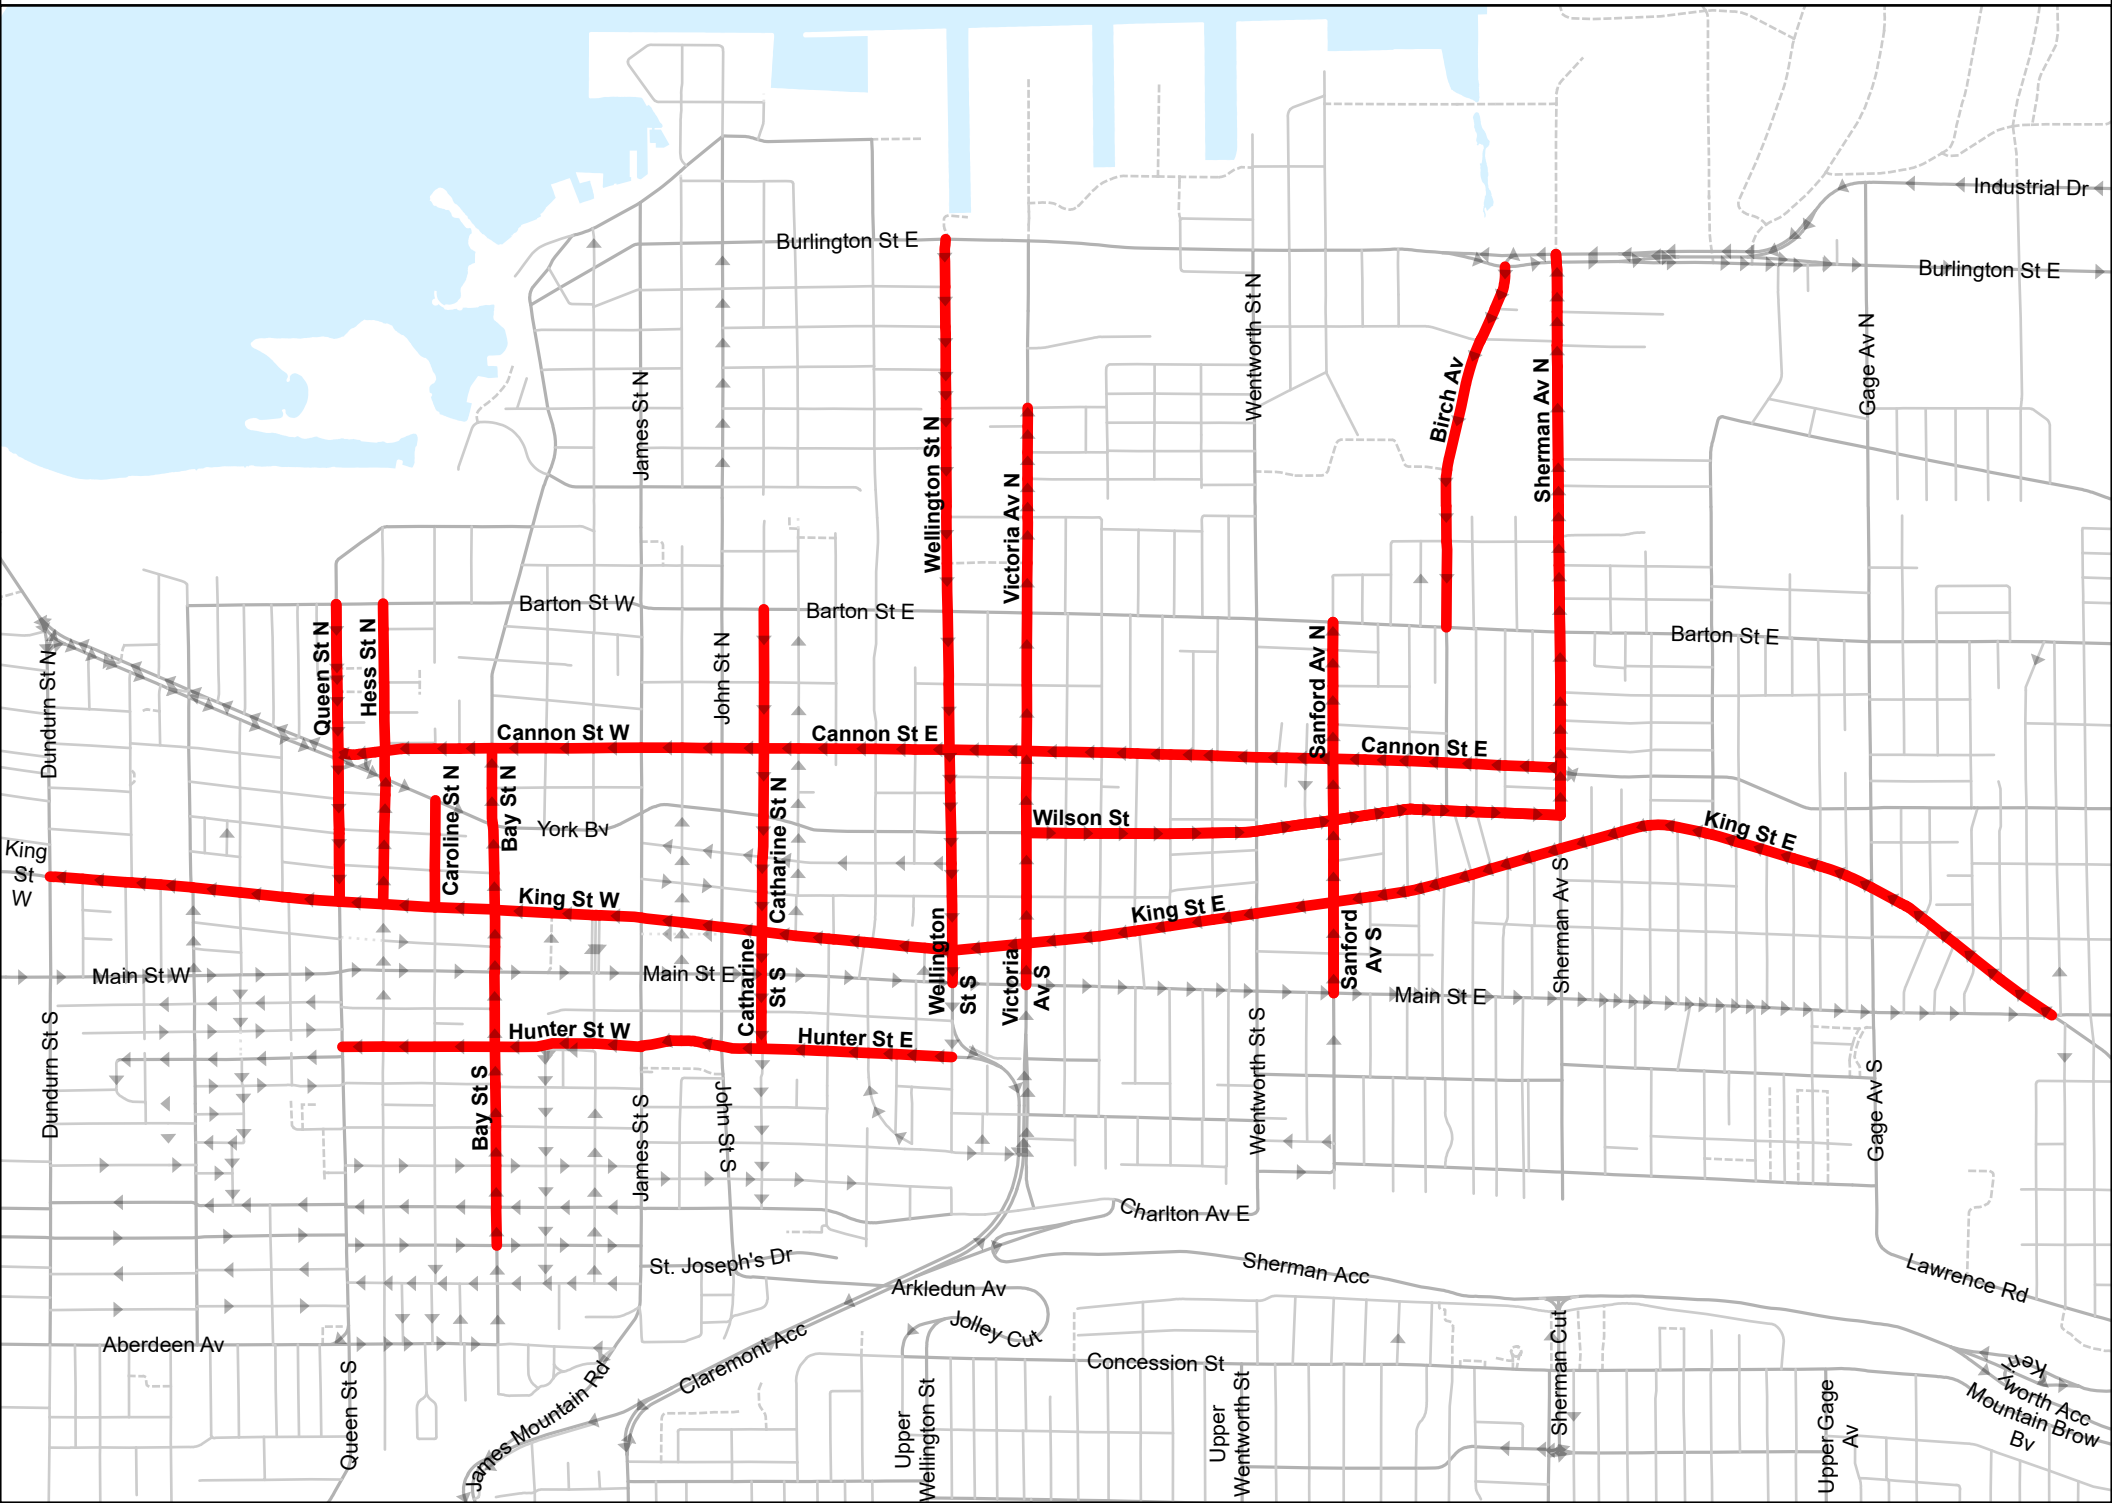 Industrial Dr
Burlington St E
Burlington St E
Wentworth St N
Gage Av N
Birch Av
Sherman Av N
James St N
Wellington St N
Victoria Av N
Barton St W
Barton St E
Barton St E
Queen St N
Hess St N
John St N
Sanford Av N
Dundurn St N
Cannon St W
Cannon St E
Cannon St E
Caroline St N
Bay St N
York Bv
Catharine St N
Wilson St
King St E
King
St
W
King St W
King St E
Sherman Av S
Wellington
St S
Victoria
Av S
Sanford
Av S
Catharine
St S
Main St W
Main St E
Main St E
Hunter St W
Hunter St E
Dundurn St S
Bay St S
James St S
John St S
Wentworth St S
Gage Av S
Charlton Av E
St. Joseph's Dr
Sherman Acc
Lawrence Rd
Arkledun Av
Jolley Cut
Aberdeen Av
Claremont Acc
Concession St
Sherman Cut
Queen St S
James Mountain Rd
Upper
Wellington St
Upper
Wentworth St
Upper Gage
Av
Kenilworth Acc
Mountain Brow
Bv